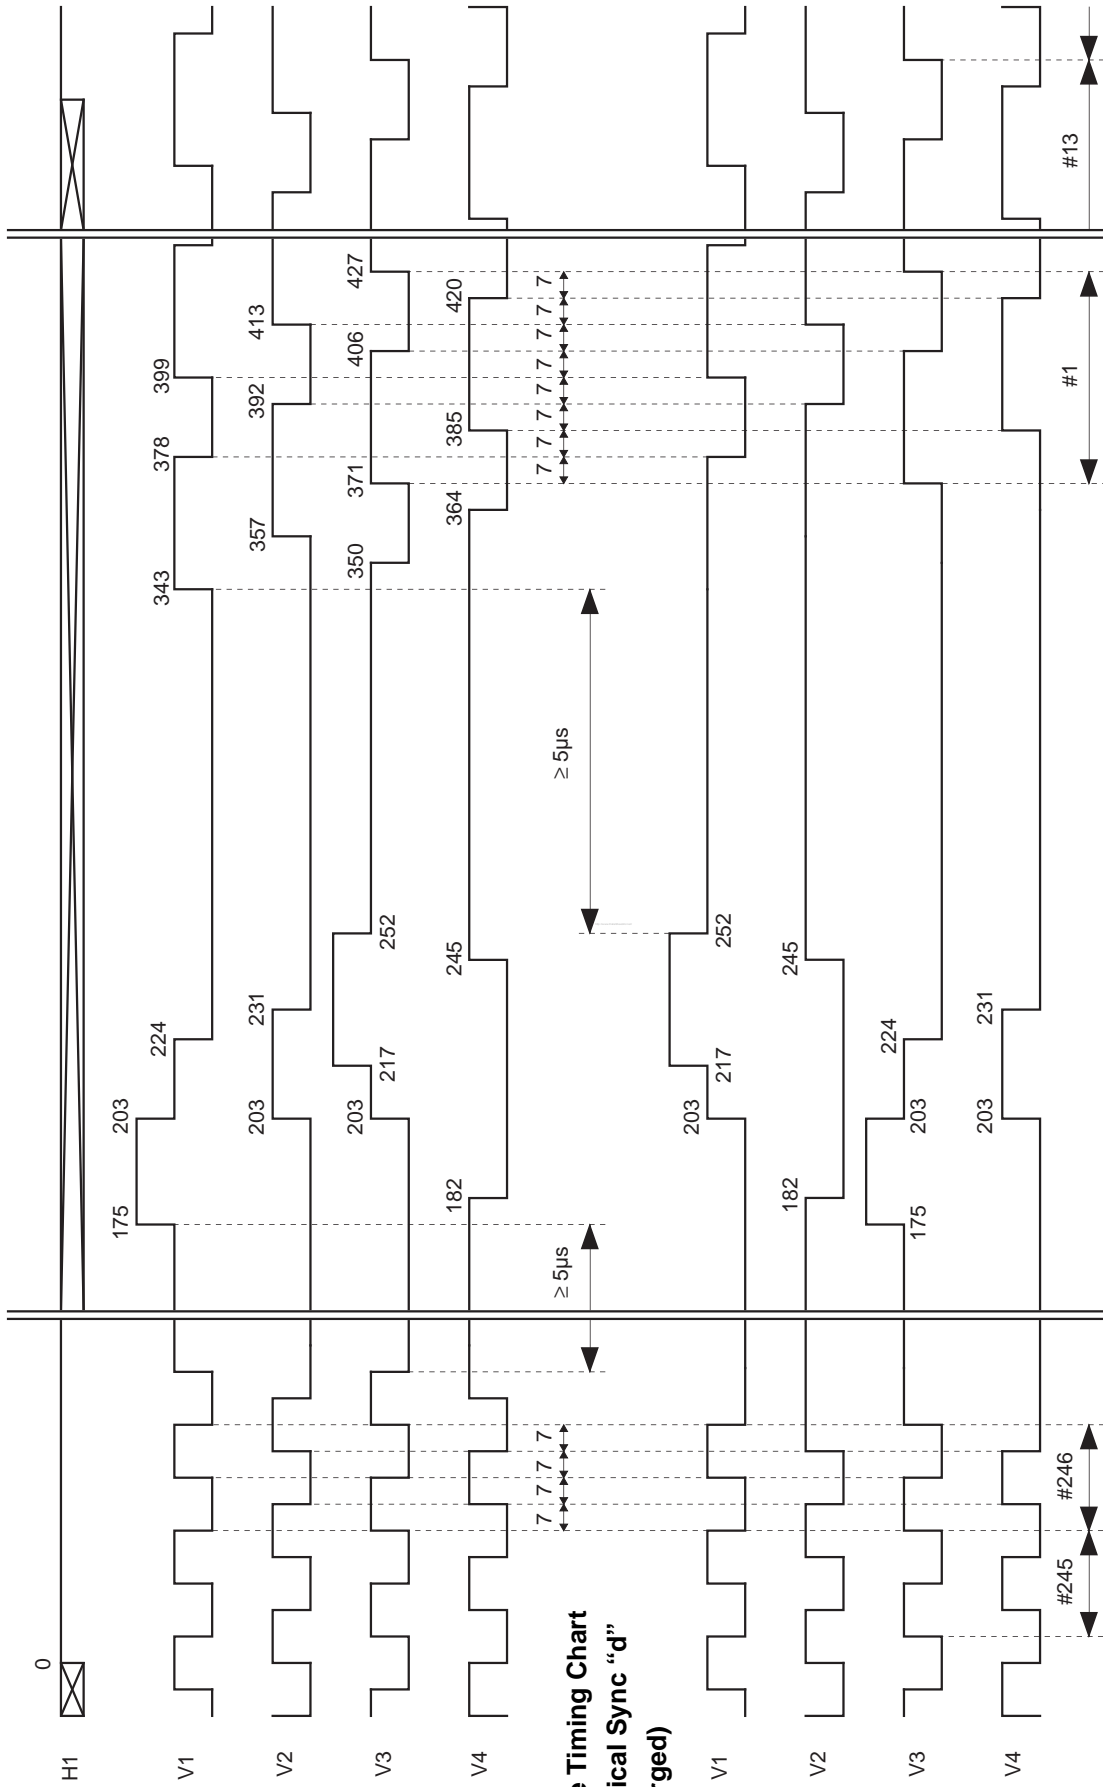 0
H1
175 203 224 343 378 399
V1
203 231 357 392 413
V2
203 217 252 350 371 406 427
V3
182 245 364 385 420
V4
7 7 7 7 ≥ 5µs ≥ 5µs 7 7 7 7 7 7 7 7
Timing Chart
Sync “d”
203 217 252
V1
182 245
V2
175 203 224
V3
203 231
V4
#245 #246 #1 #13